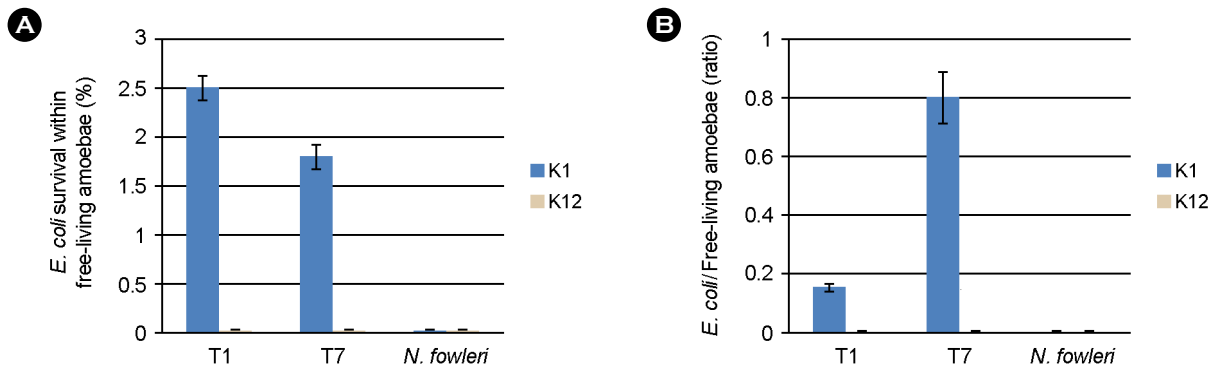 A
E. coli survival within
free-living amoebae (%)
3
2.5
2
1.5
1
0.5
0
T1
T7
N. fowleri
K1
K12
B
E. coli/Free-living amoebae (ratio)
1
0.8
0.6
0.4
0.2
0
T1
T7
N. fowleri
K1
K12